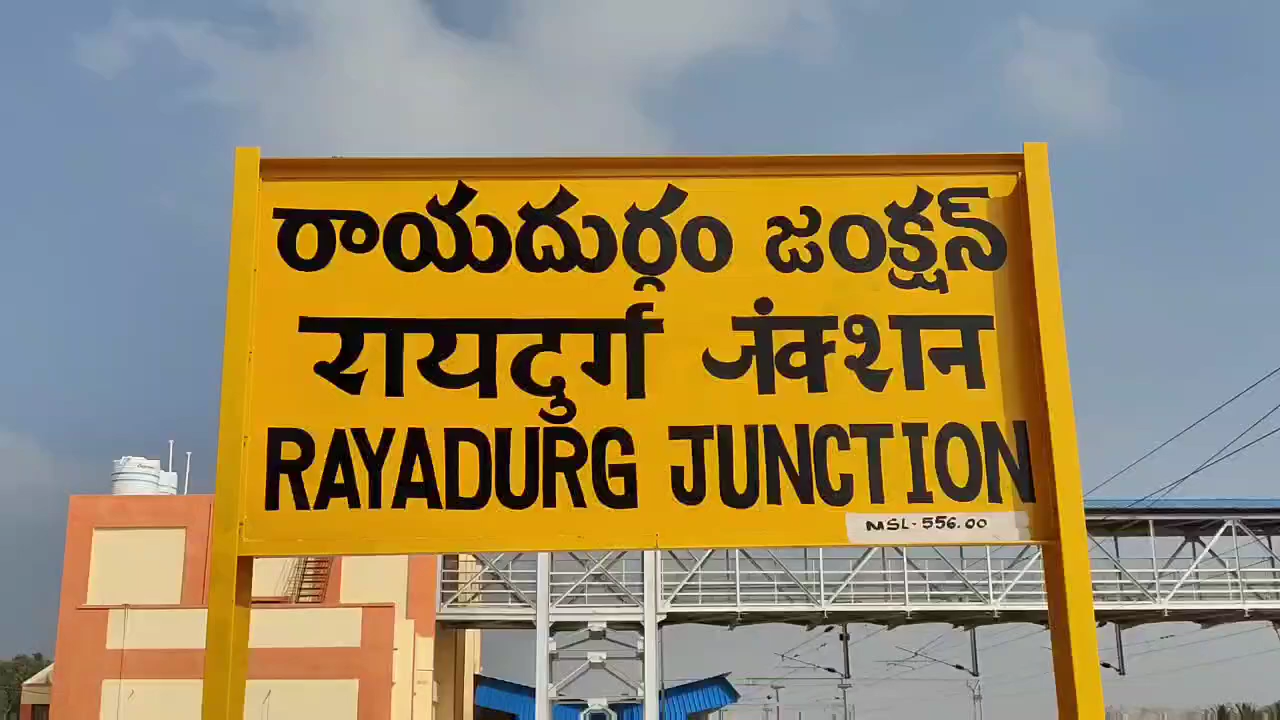 రాయదుర్గం జంక్షన్
रायदुर्ग जंक्शन
RAYADURG JUNCTION
MSL-556.00